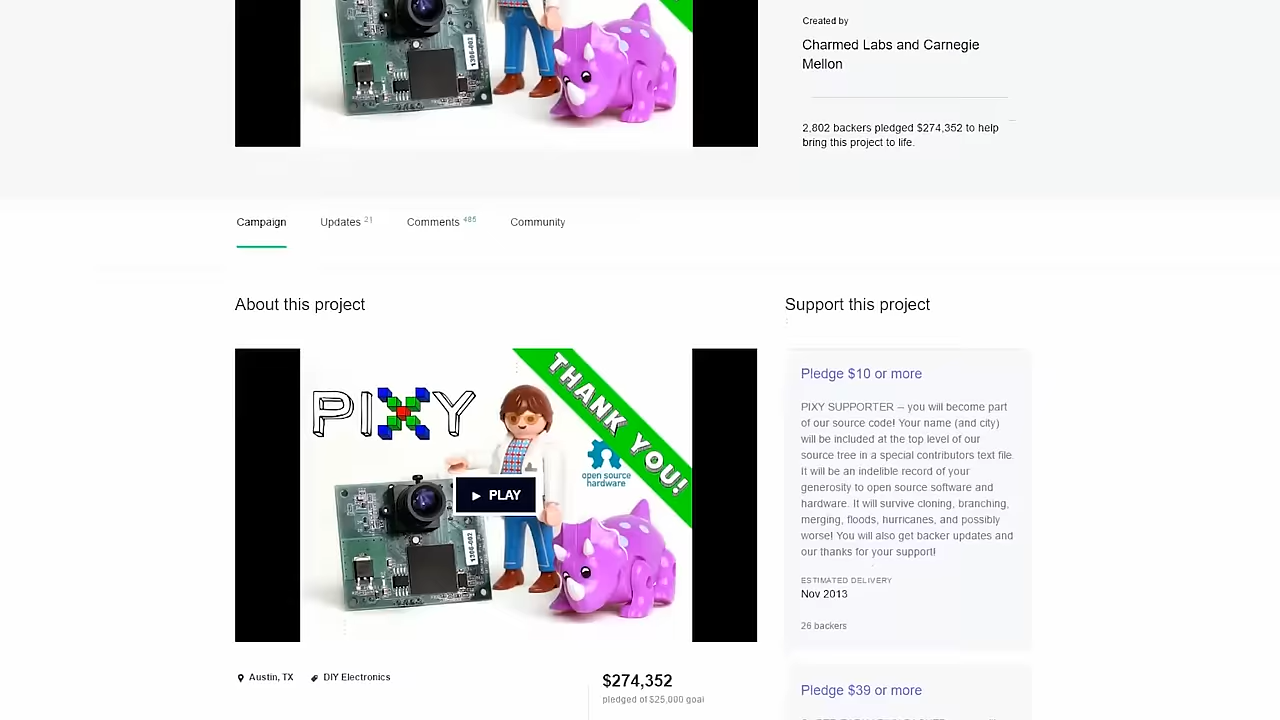 Created by
Charmed Labs and Carnegie
Mellon
1306-002
2,802 backers pledged $274,352 to help
bring this project to life.
Campaign
Updates 21
Comments 485
Community
About this project
Support this project
PIXY
THANK YOU!
open source
hardware
PLAY
1306-002
Pledge $10 or more
PIXY SUPPORTER -- you will become part
of our source code! Your name (and city)
will be included at the top level of our
source tree in a special contributors text file.
It will be an indelible record of your
generosity to open source software and
hardware. It will survive cloning, branching,
merging, floods, hurricanes, and possibly
worse! You will also get backer updates and
our thanks for your support!
ESTIMATED DELIVERY
Nov 2013
26 backers
Austin, TX
DIY Electronics
$274,352
pledged of $25,000 goal
Pledge $39 or more